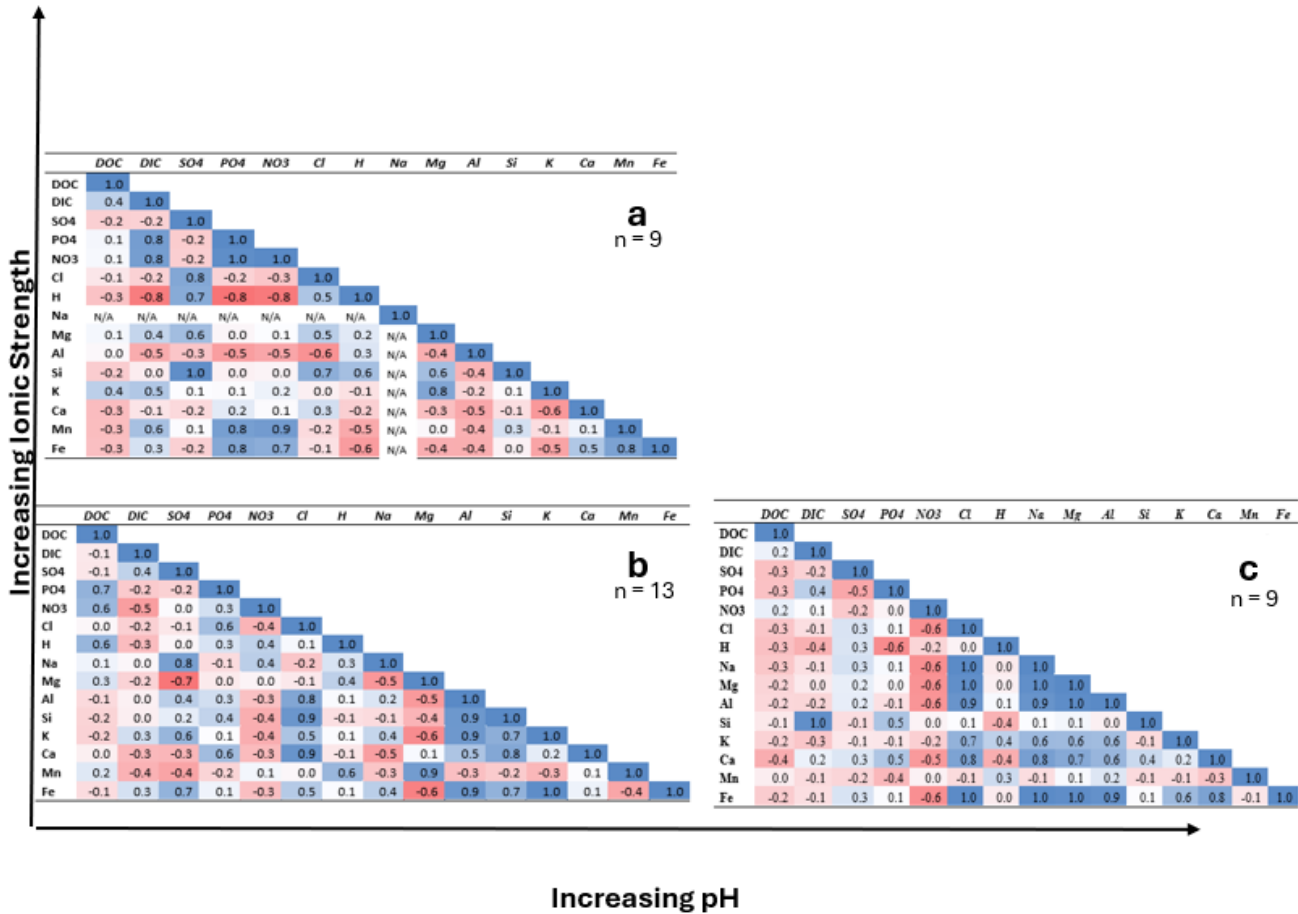 Increasing Ionic Strength
DOC DIC SO4 PO4 NO3 Cl H Na Mg Al Si K Ca Mn Fe
DOC 1.0
DIC 0.4 1.0
SO4 -0.2 -0.2 1.0
PO4 0.1 0.8 -0.2 1.0
NO3 0.1 0.8 -0.2 1.0 1.0
Cl -0.1 -0.2 0.8 -0.2 -0.3 1.0
H -0.3 -0.8 0.7 -0.8 -0.8 0.5 1.0
Na N/A N/A N/A N/A N/A N/A N/A 1.0
Mg 0.1 0.4 0.6 0.0 0.1 0.5 0.2 N/A 1.0
Al 0.0 -0.5 -0.3 -0.5 -0.5 -0.6 0.3 N/A -0.4 1.0
Si -0.2 0.0 1.0 0.0 0.0 0.7 0.6 N/A 0.6 -0.4 1.0
K 0.4 0.5 0.1 0.1 0.2 0.0 -0.1 N/A 0.8 -0.2 0.1 1.0
Ca -0.3 -0.1 -0.2 0.2 0.1 0.3 -0.2 N/A -0.3 -0.5 -0.1 -0.6 1.0
Mn -0.3 0.6 0.1 0.8 0.9 -0.2 -0.5 N/A 0.0 -0.4 0.3 -0.1 0.1 1.0
Fe -0.3 0.3 -0.2 0.8 0.7 -0.1 -0.6 N/A -0.4 -0.4 0.0 -0.5 0.5 0.8 1.0
a
n = 9
DOC DIC SO4 PO4 NO3 Cl H Na Mg Al Si K Ca Mn Fe
DOC 1.0
DIC -0.1 1.0
SO4 -0.1 0.4 1.0
PO4 0.7 -0.2 -0.2 1.0
NO3 0.6 -0.5 0.0 0.3 1.0
Cl 0.0 -0.2 -0.1 0.6 -0.4 1.0
H 0.6 -0.3 0.0 0.3 0.4 0.1 1.0
Na 0.1 0.0 0.8 -0.1 0.4 -0.2 0.3 1.0
Mg 0.3 -0.2 -0.7 0.0 0.0 -0.1 0.4 -0.5 1.0
Al -0.1 0.0 0.4 0.3 -0.3 0.8 0.1 0.2 -0.5 1.0
Si -0.2 0.0 0.2 0.4 -0.4 0.9 -0.1 -0.1 -0.4 0.9 1.0
K -0.2 0.3 0.6 0.1 -0.4 0.5 0.1 0.4 -0.6 0.9 0.7 1.0
Ca 0.0 -0.3 -0.3 0.6 -0.3 0.9 -0.1 -0.5 0.1 0.5 0.8 0.2 1.0
Mn 0.2 -0.4 -0.4 -0.2 0.1 0.0 0.6 -0.3 0.9 -0.3 -0.2 -0.3 0.1 1.0
Fe -0.1 0.3 0.7 0.1 -0.3 0.5 0.1 0.4 -0.6 0.9 0.7 1.0 0.1 -0.4 1.0
b
n = 13
DOC DIC SO4 PO4 NO3 Cl H Na Mg Al Si K Ca Mn Fe
DOC 1.0
DIC 0.2 1.0
SO4 -0.3 -0.2 1.0
PO4 -0.3 0.4 -0.5 1.0
NO3 0.2 0.1 -0.2 0.0 1.0
Cl -0.3 -0.1 0.3 0.1 -0.6 1.0
H -0.3 -0.4 0.3 -0.6 -0.2 0.0 1.0
Na -0.3 -0.1 0.3 0.1 -0.6 1.0 0.0 1.0
Mg -0.2 0.0 0.2 0.0 -0.6 1.0 0.0 1.0 1.0
Al -0.2 -0.2 0.2 -0.1 -0.6 0.9 0.1 0.9 1.0 1.0
Si -0.1 1.0 -0.1 0.5 0.0 0.1 -0.4 0.1 0.1 0.0 1.0
K -0.2 -0.3 -0.1 -0.1 -0.2 0.7 0.4 0.6 0.6 0.6 -0.1 1.0
Ca -0.4 0.2 0.3 0.5 -0.5 0.8 -0.4 0.8 0.7 0.6 0.4 0.2 1.0
Mn 0.0 -0.1 -0.2 -0.4 0.0 -0.1 0.3 -0.1 0.1 0.2 -0.1 -0.1 -0.3 1.0
Fe -0.2 -0.1 0.3 0.1 -0.6 1.0 0.0 1.0 1.0 0.9 0.1 0.6 0.8 -0.1 1.0
c
n = 9
Increasing pH